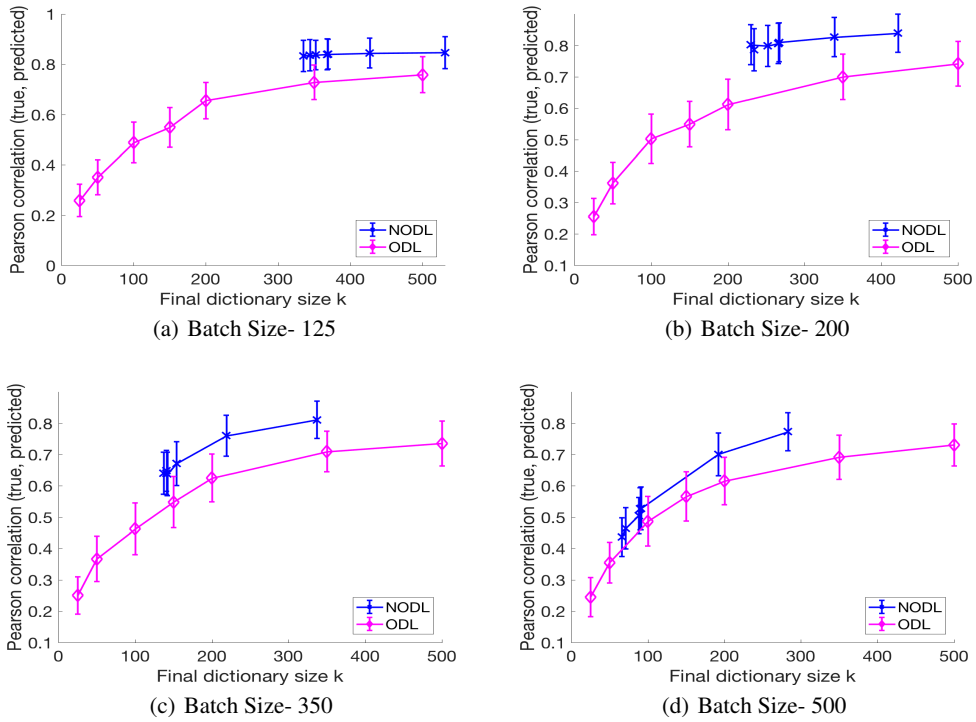 Pearson correlation (true, predicted)
1
0.8
0.6
0.4
0.2
0
0 100 200 300 400 500
Final dictionary size k
NODL
ODL
(a) Batch Size- 125
Pearson correlation (true, predicted)
0.8
0.7
0.6
0.5
0.4
0.3
0.2
0.1
0 100 200 300 400 500
Final dictionary size k
NODL
ODL
(b) Batch Size- 200
Pearson correlation (true, predicted)
0.8
0.7
0.6
0.5
0.4
0.3
0.2
0.1
0 100 200 300 400 500
Final dictionary size k
NODL
ODL
(c) Batch Size- 350
Pearson correlation (true, predicted)
0.8
0.7
0.6
0.5
0.4
0.3
0.2
0.1
0 100 200 300 400 500
Final dictionary size k
NODL
ODL
(d) Batch Size- 500